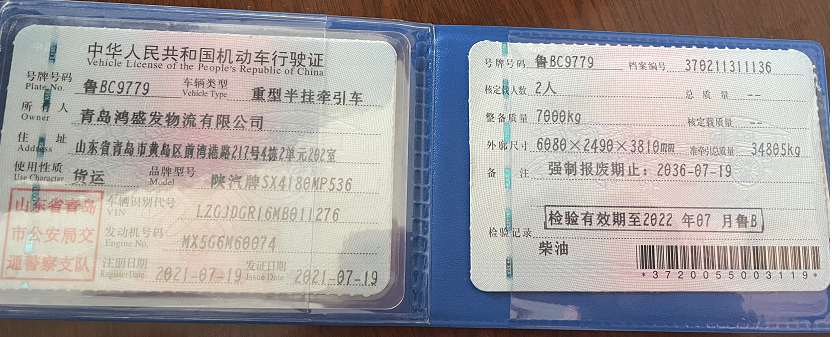 中华人民共和国机动车行驶证
Vehicle License of the People's Republic of China
号牌号码 鲁BC9779 车辆类型 重型半挂牵引车
Plate No. Vehicle Type
所有人 青岛鸿盛发物流有限公司
Owner
住址 山东省青岛市黄岛区前湾港路217号4栋2单元202室
Address
使用性质 货运 品牌型号 陕汽牌SX4180MP536
Use Character Model
山东省青岛
市公安局交
通警察支队
车辆识别代号 LZGJDGR16MB011276
VIN
发动机号码 MX5G6M60074
Engine No.
注册日期 2021-07-19 发证日期 2021-07-19
Register Date Issue Date
号牌号码 鲁BC9779 档案编号 370211311136
核定载人数 2人 总质量 --
整备质量 7000kg 核定载质量 --
外廓尺寸 6080×2490×3810mm 准牵引总质量 34805kg
备注 强制报废期止：2036-07-19
检验有效期至2022 年07 月鲁B
检验记录
柴油
*3720055003119*